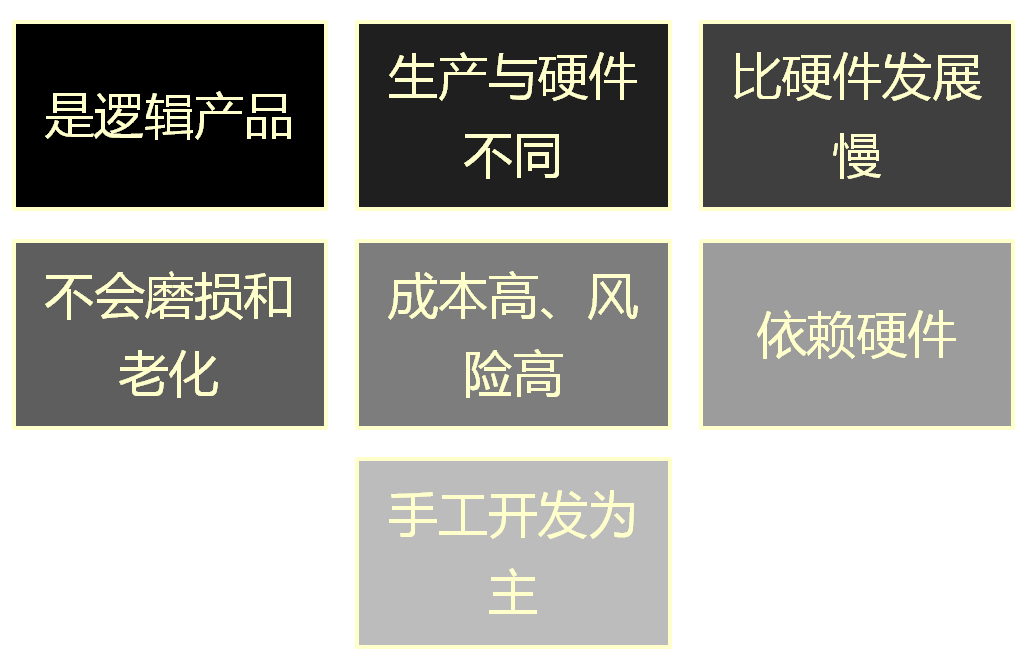 是逻辑产品
生产与硬件
不同
比硬件发展
慢
不会磨损和
老化
成本高、风
险高
依赖硬件
手工开发为
主